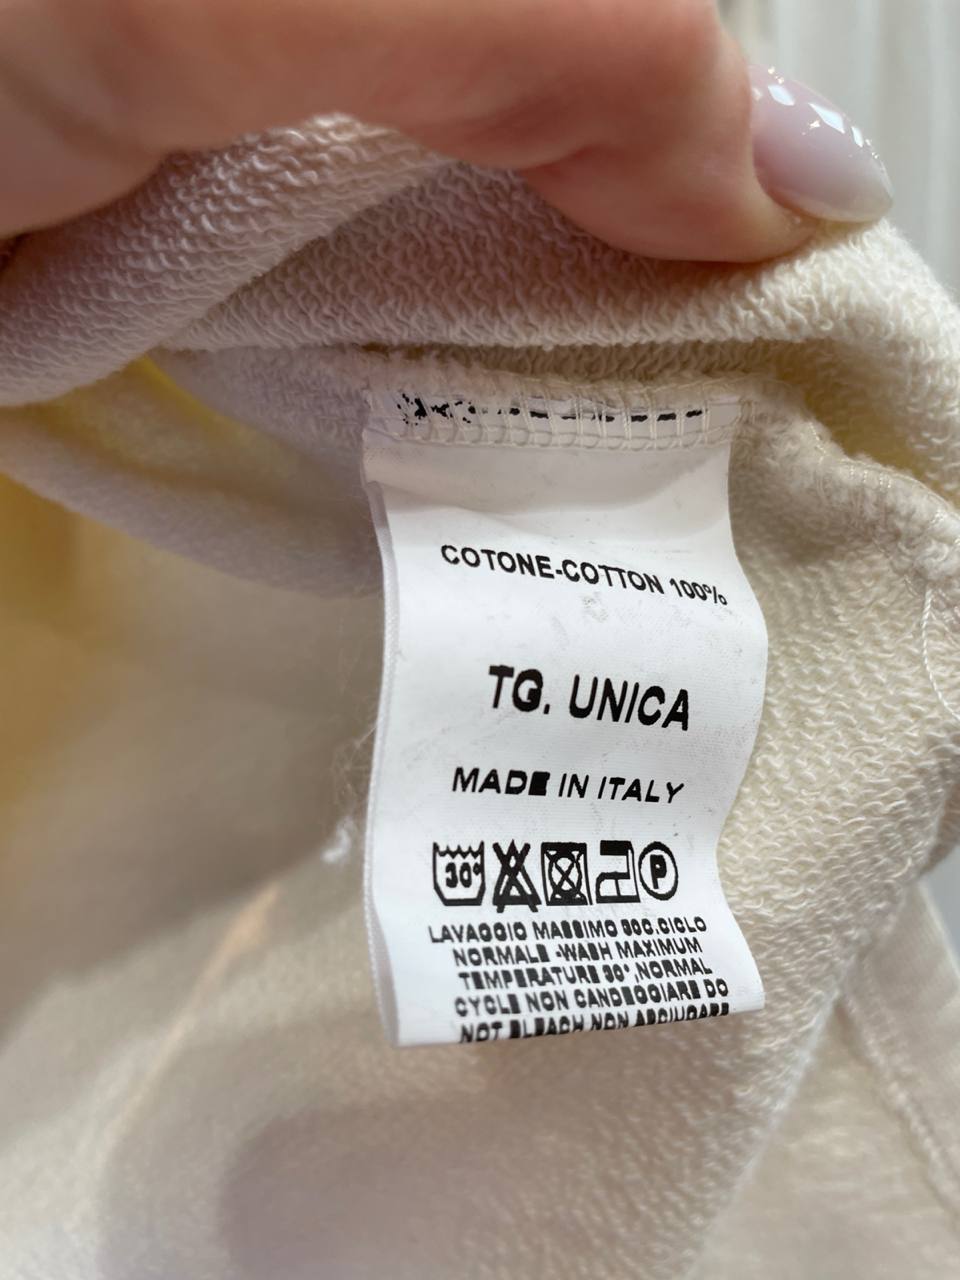 COTONE-COTTON 100%
TG. UNICA
MADE IN ITALY
30° P
LAVAGGIO MASSIMO 30C.CICLO
NORMALE -WASH MAXIMUM
TEMPERATURE 30°,NORMAL
CYCLE NON CANDEGGIARE DO
NOT BLEACH NON ASCIUGARE